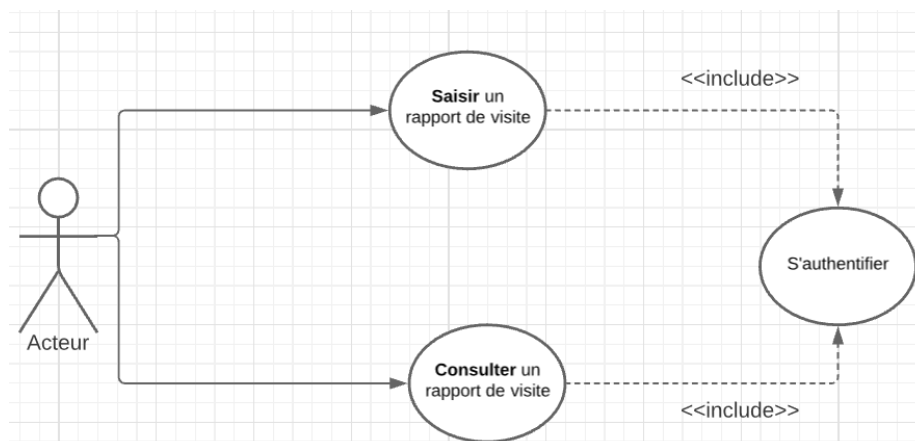 <<include>>
Saisir un
rapport de visite
S'authentifier
Acteur
Consulter un
rapport de visite
<<include>>